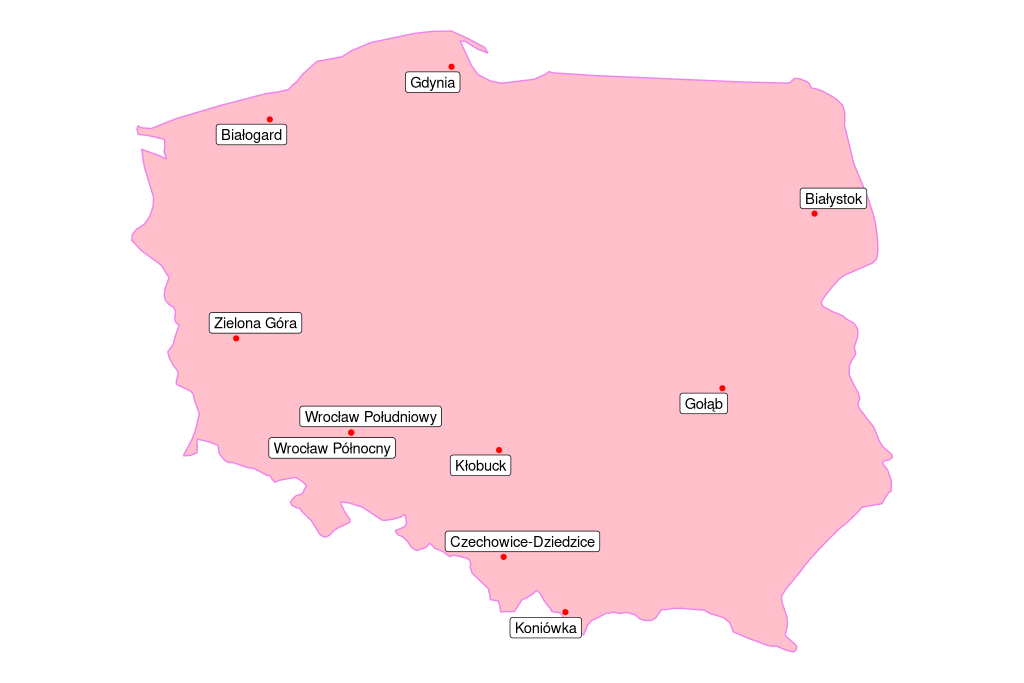 Gdynia
Białogard
Białystok
Zielona Góra
Gołąb
Wrocław Południowy
Wrocław Północny
Kłobuck
Czechowice-Dziedzice
Koniówka